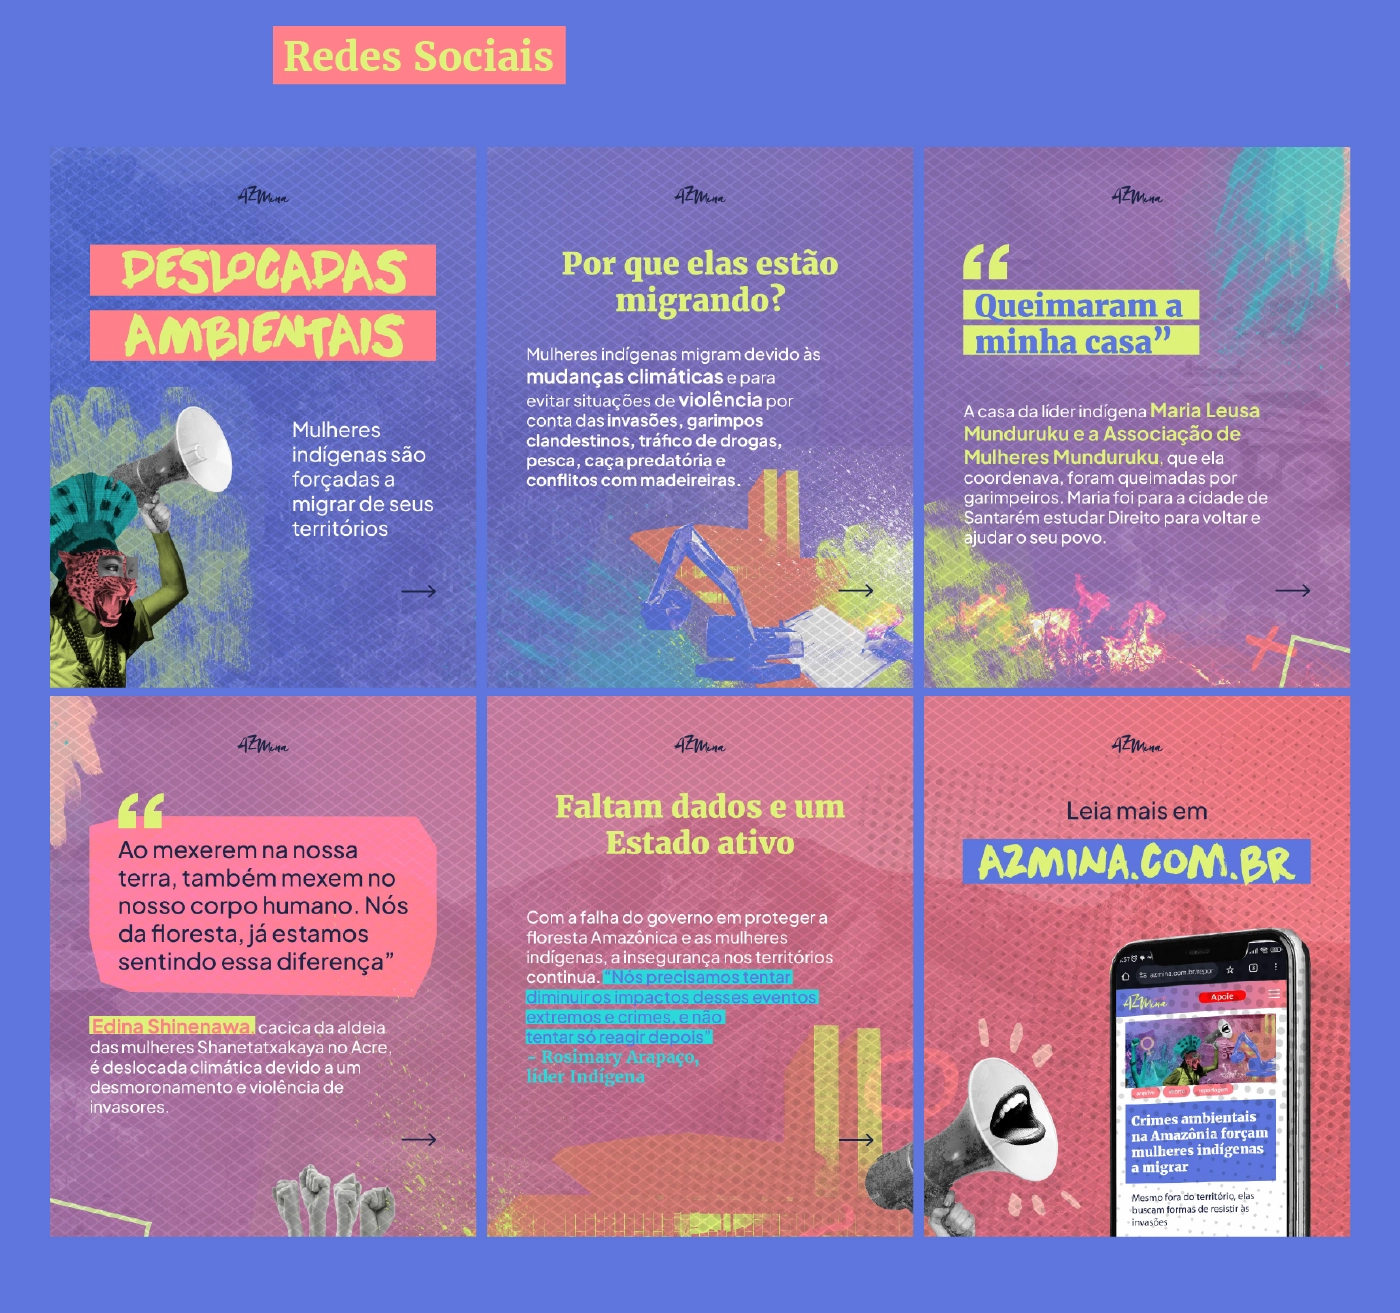 Redes Sociais
AZMina
DESLOCADAS
AMBIENTAIS
Mulheres
indígenas são
forçadas a
migrar de seus
territórios
AZMina
Por que elas estão
migrando?
Mulheres indígenas migram devido às
mudanças climáticas e para
evitar situações de violência por
conta das invasões, garimpos
clandestinos, tráfico de drogas,
pesca, caça predatória e
conflitos com madeireiras.
AZMina
“Queimaram a
minha casa”
A casa da líder indígena Maria Leusa
Munduruku e a Associação de
Mulheres Munduruku, que ela
coordenava, foram queimadas por
garimpeiros. Maria foi para a cidade de
Santarém estudar Direito para voltar e
ajudar o seu povo.
AZMina
“Ao mexerem na nossa
terra, também mexem no
nosso corpo humano. Nós
da floresta, já estamos
sentindo essa diferença”
Edina Shinenawa, cacica da aldeia
das mulheres Shanetatxakaya no Acre,
é deslocada climática devido a um
desmoronamento e violência de
invasores.
AZMina
Faltam dados e um
Estado ativo
Com a falha do governo em proteger a
floresta Amazônica e as mulheres
indígenas, a insegurança nos territórios
continua. “Nós precisamos tentar
diminuir os impactos desses eventos
extremos e crimes, e não
tentar só reagir depois”
- Rosimary Arapaço,
líder Indígena
AZMina
Leia mais em
AZMINA.COM.BR
azmina.com.br/repor
AZMina
Apoie
Crimes ambientais
na Amazônia forçam
mulheres indígenas
a migrar
Mesmo fora do território, elas
buscam formas de resistir às
invasões